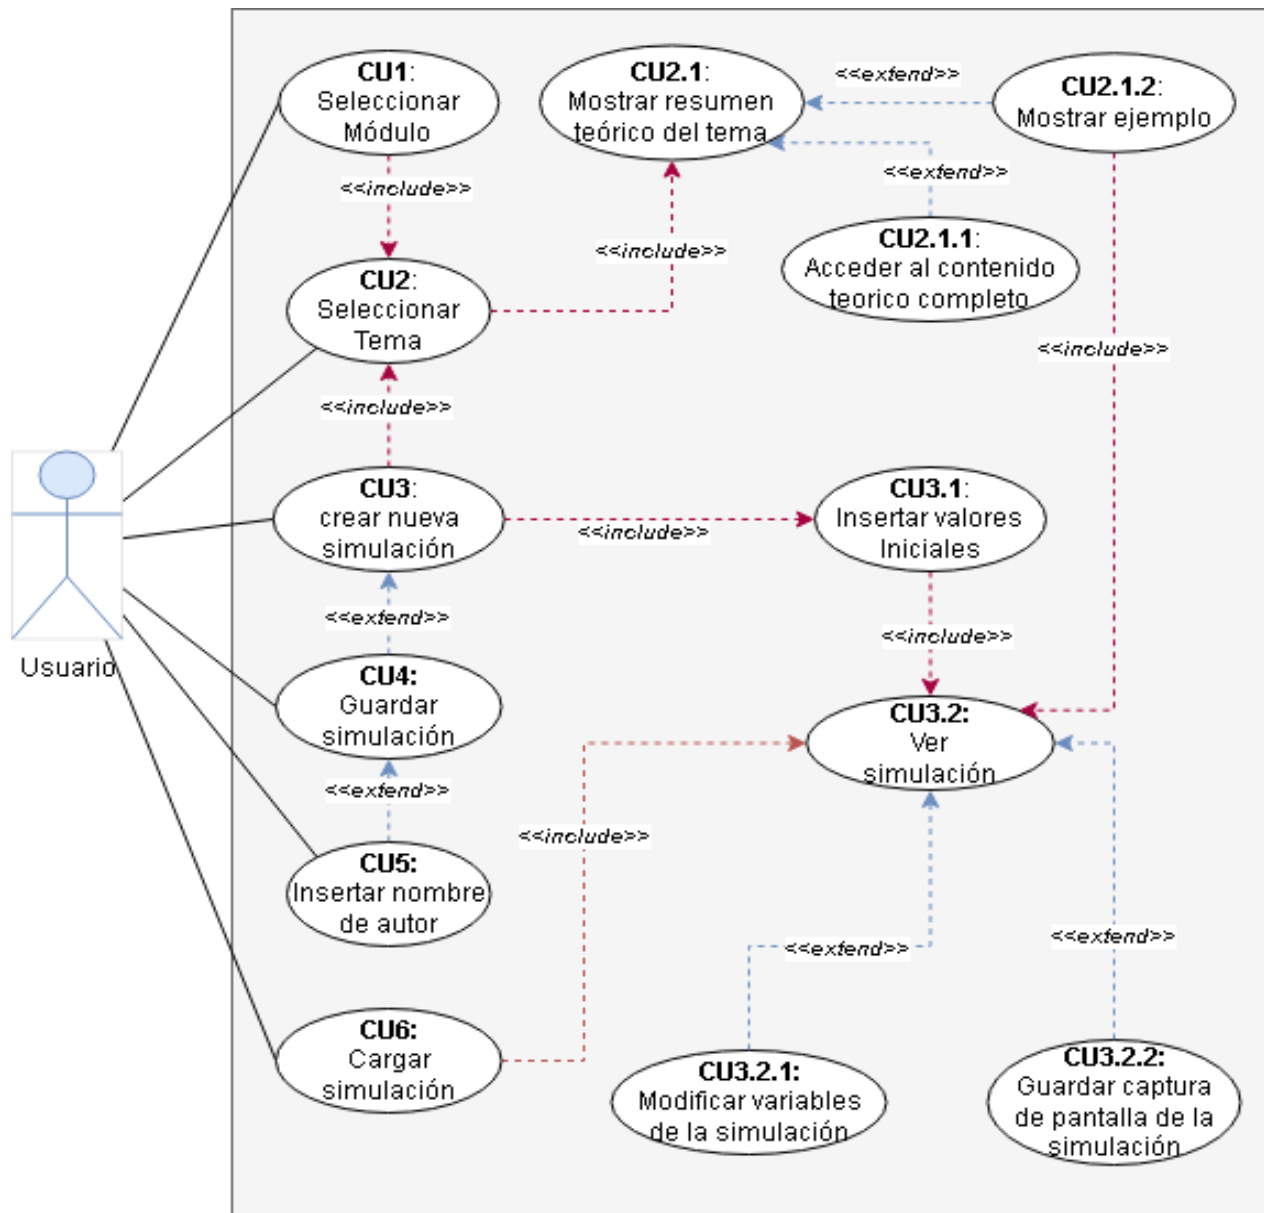 CU1:
Seleccionar
Módulo
<<include>>
CU2:
Seleccionar
Tema
<<include>>
CU2.1:
Mostrar resumen
teórico del tema
<<extend>>
CU2.1.2:
Mostrar ejemplo
<<extend>>
CU2.1.1:
Acceder al contenido
teorico completo
<<include>>
<<include>>
CU3:
crear nueva
simulación
<<include>>
CU3.1:
Insertar valores
Iniciales
<<include>>
Usuario
<<extend>>
CU4:
Guardar
simulación
<<extend>>
CU3.2:
Ver
simulación
CU5:
Insertar nombre
de autor
<<include>>
<<extend>>
<<extend>>
CU6:
Cargar
simulación
CU3.2.1:
Modificar variables
de la simulación
CU3.2.2:
Guardar captura
de pantalla de la
simulación